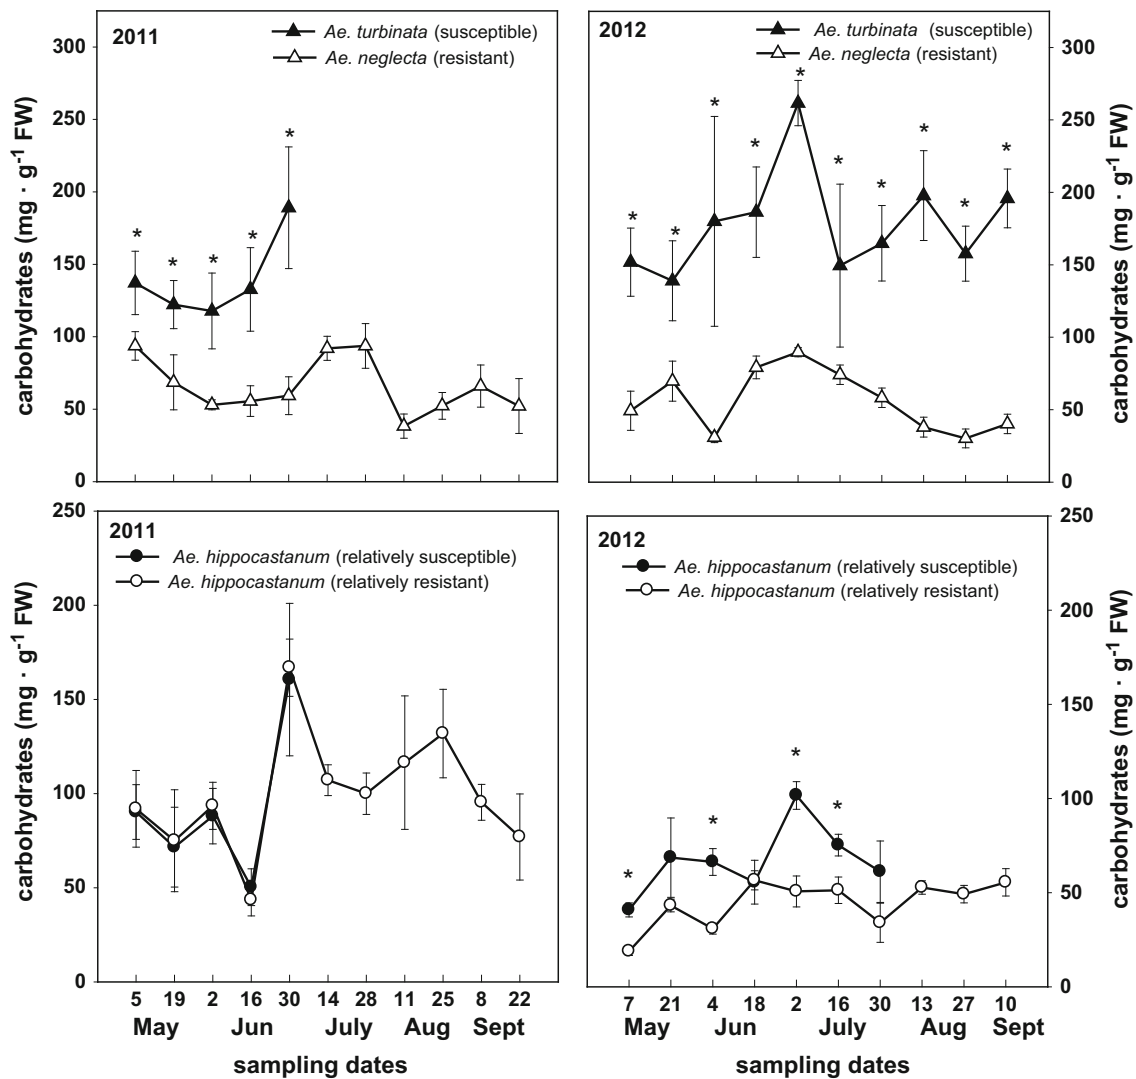 2011
Ae. turbinata (susceptible)
Ae. neglecta (resistant)
carbohydrates (mg · g-1 FW)
300
250
200
150
100
50
0
* * * * *
2012
Ae. turbinata (susceptible)
Ae. neglecta (resistant)
carbohydrates (mg · g-1 FW)
300
250
200
150
100
50
0
* * * * * * * * * *
2011
Ae. hippocastanum (relatively susceptible)
Ae. hippocastanum (relatively resistant)
carbohydrates (mg · g-1 FW)
250
200
150
100
50
0
5 19 2 16 30 14 28 11 25 8 22
May Jun July Aug Sept
sampling dates
2012
Ae. hippocastanum (relatively susceptible)
Ae. hippocastanum (relatively resistant)
carbohydrates (mg · g-1 FW)
250
200
150
100
50
0
* * * *
7 21 4 18 2 16 30 13 27 10
May Jun July Aug Sept
sampling dates